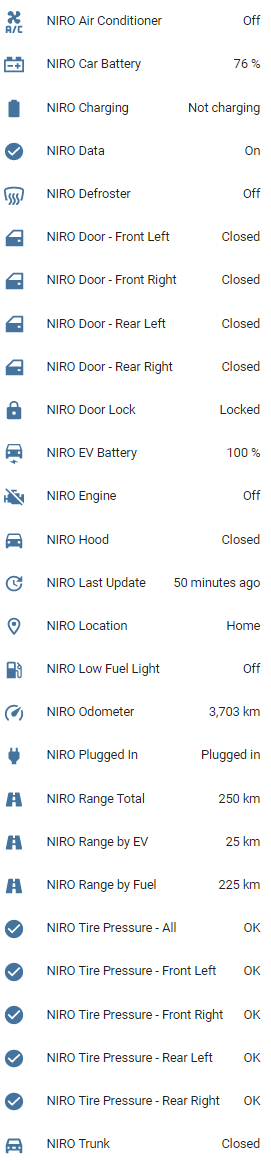 A/C NIRO Air Conditioner Off
NIRO Car Battery 76 %
NIRO Charging Not charging
NIRO Data On
NIRO Defroster Off
NIRO Door - Front Left Closed
NIRO Door - Front Right Closed
NIRO Door - Rear Left Closed
NIRO Door - Rear Right Closed
NIRO Door Lock Locked
NIRO EV Battery 100 %
NIRO Engine Off
NIRO Hood Closed
NIRO Last Update 50 minutes ago
NIRO Location Home
NIRO Low Fuel Light Off
NIRO Odometer 3,703 km
NIRO Plugged In Plugged in
NIRO Range Total 250 km
NIRO Range by EV 25 km
NIRO Range by Fuel 225 km
NIRO Tire Pressure - All OK
NIRO Tire Pressure - Front Left OK
NIRO Tire Pressure - Front Right OK
NIRO Tire Pressure - Rear Left OK
NIRO Tire Pressure - Rear Right OK
NIRO Trunk Closed